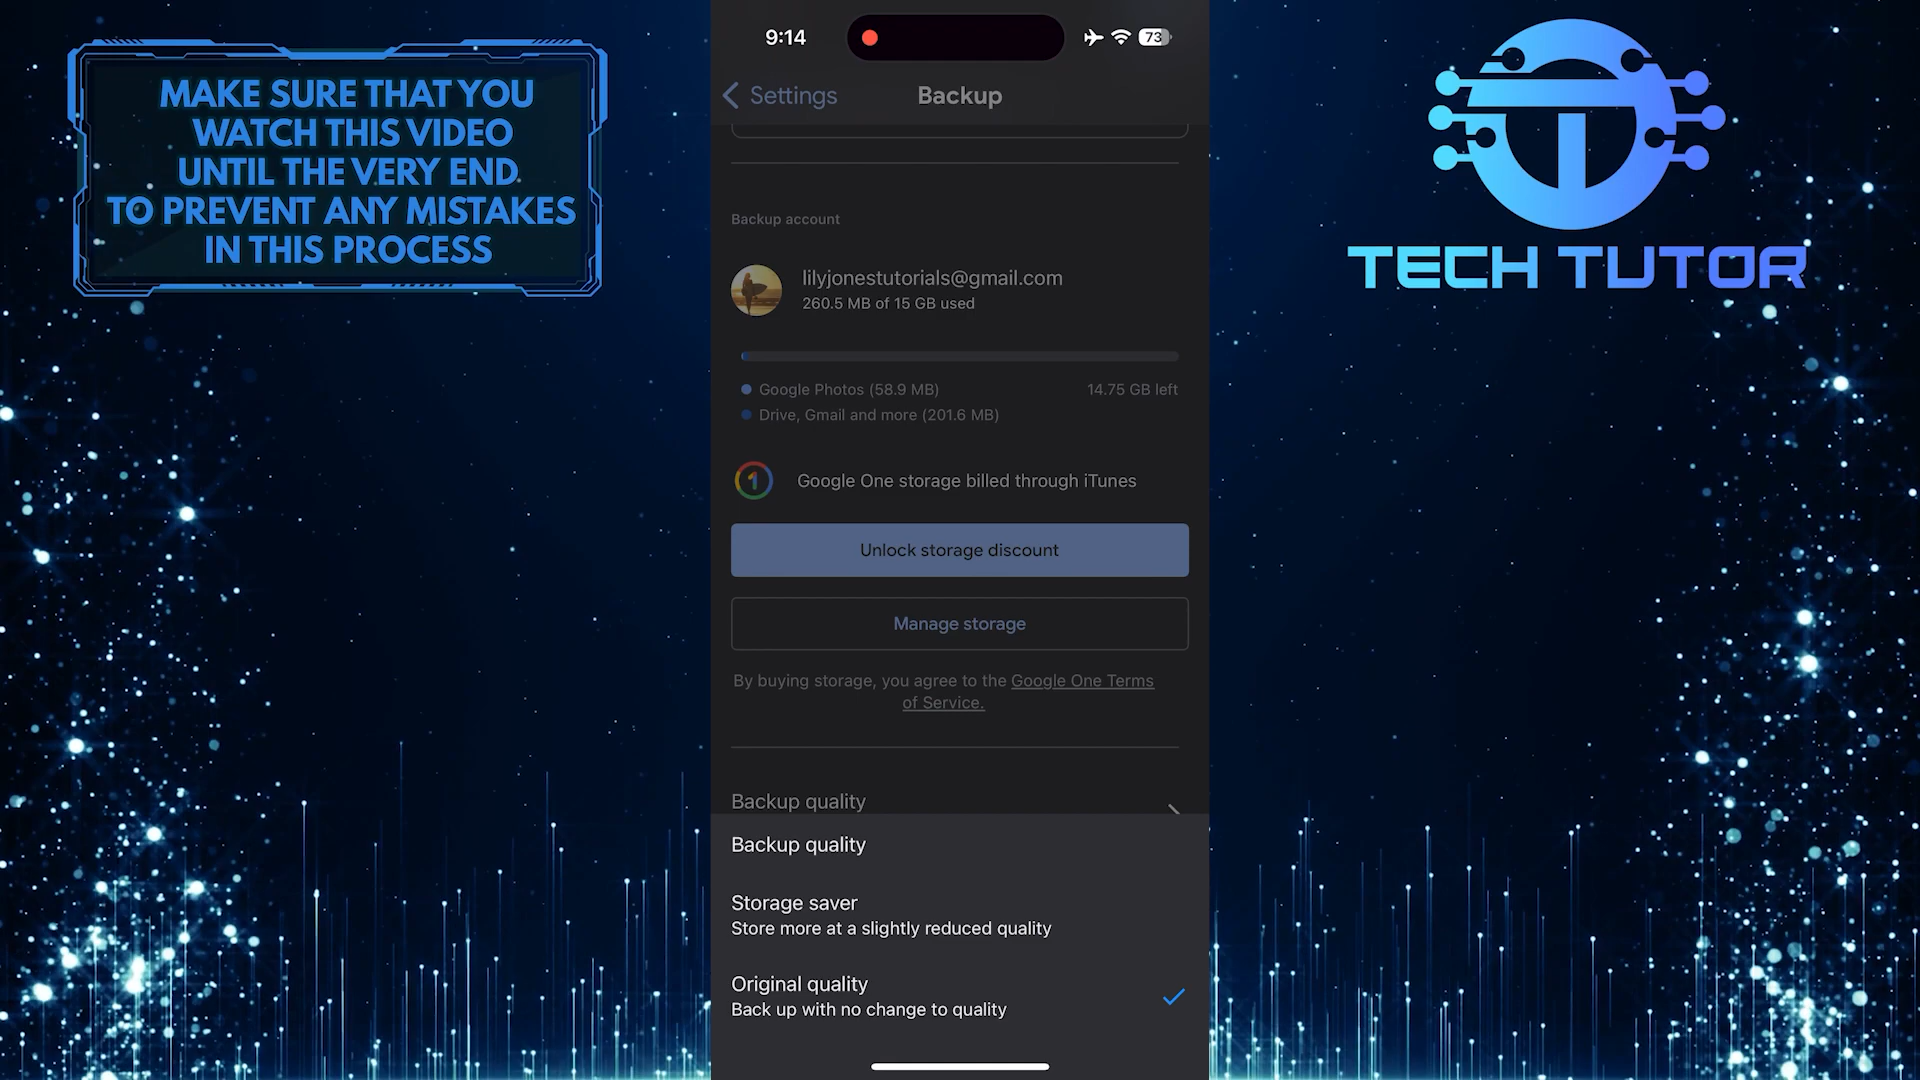 MAKE SURE THAT YOU
WATCH THIS VIDEO
UNTIL THE VERY END
TO PREVENT ANY MISTAKES
IN THIS PROCESS
9:14
73
Settings
Backup
Backup account
lilyjonestutorials@gmail.com
260.5 MB of 15 GB used
Google Photos (58.9 MB)
14.75 GB left
Drive, Gmail and more (201.6 MB)
1
Google One storage billed through iTunes
Unlock storage discount
Manage storage
By buying storage, you agree to the Google One Terms
of Service.
Backup quality
Backup quality
Storage saver
Store more at a slightly reduced quality
Original quality
Back up with no change to quality
TECH TUTOR